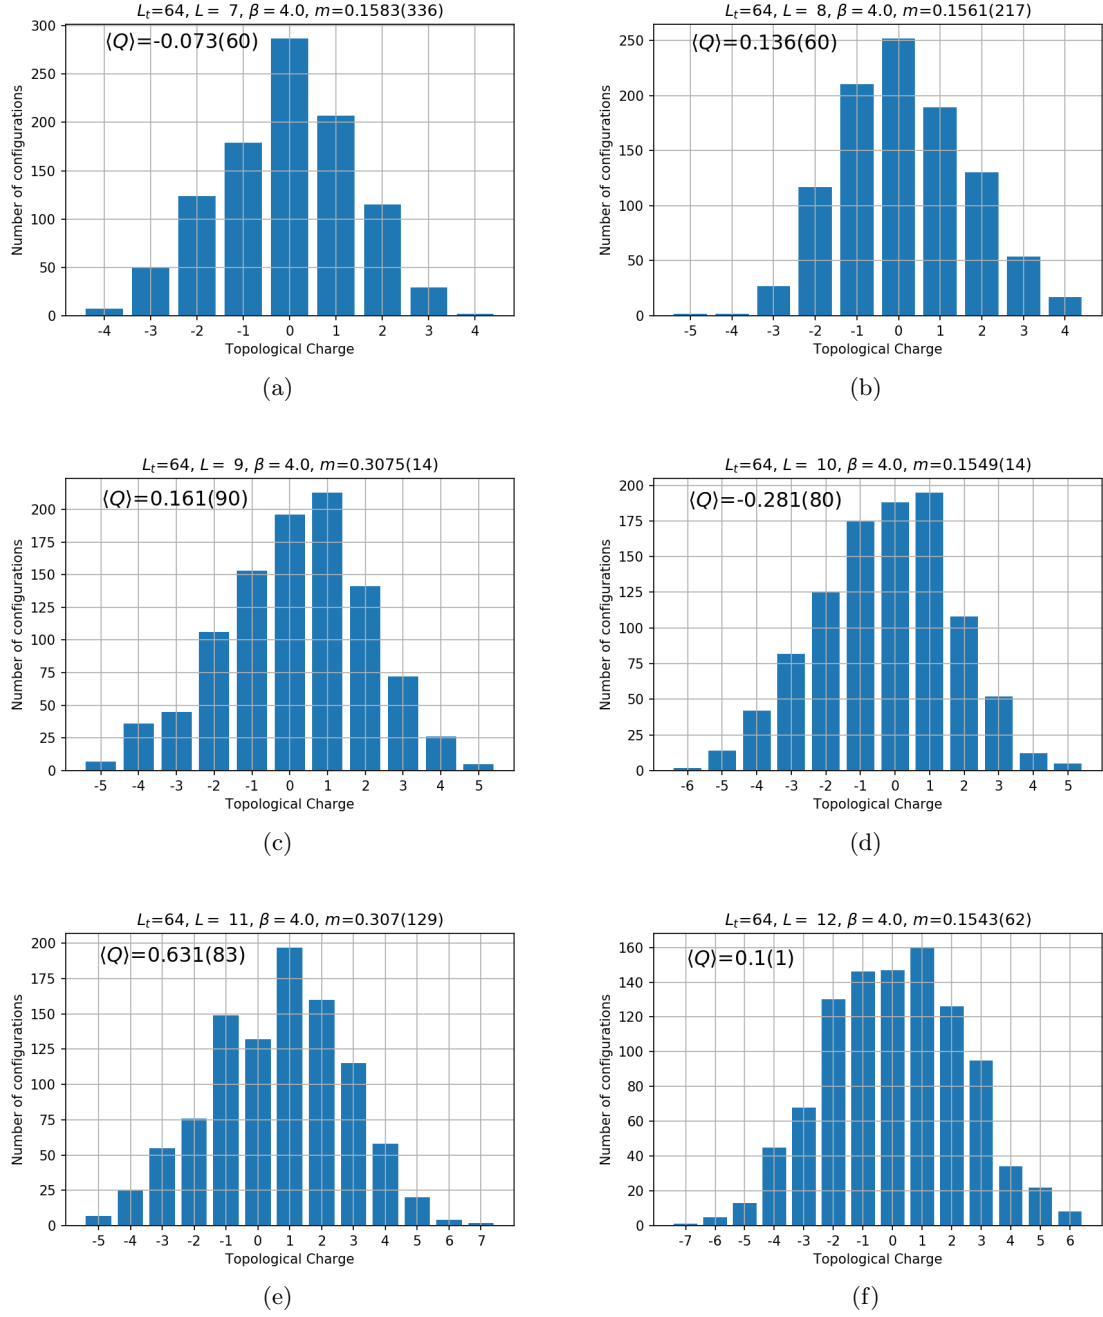 L_t=64, L= 7, β=4.0, m=0.1583(336)
⟨Q⟩=-0.073(60)
Number of configurations
300
250
200
150
100
50
0
-4 -3 -2 -1 0 1 2 3 4
Topological Charge
(a)
L_t=64, L= 8, β=4.0, m=0.1561(217)
⟨Q⟩=0.136(60)
Number of configurations
250
200
150
100
50
0
-5 -4 -3 -2 -1 0 1 2 3 4
Topological Charge
(b)
L_t=64, L= 9, β=4.0, m=0.3075(14)
⟨Q⟩=0.161(90)
Number of configurations
200
175
150
125
100
75
50
25
0
-5 -4 -3 -2 -1 0 1 2 3 4 5
Topological Charge
(c)
L_t=64, L= 10, β=4.0, m=0.1549(14)
⟨Q⟩=-0.281(80)
Number of configurations
200
175
150
125
100
75
50
25
0
-6 -5 -4 -3 -2 -1 0 1 2 3 4 5
Topological Charge
(d)
L_t=64, L= 11, β=4.0, m=0.307(129)
⟨Q⟩=0.631(83)
Number of configurations
200
175
150
125
100
75
50
25
0
-5 -4 -3 -2 -1 0 1 2 3 4 5 6 7
Topological Charge
(e)
L_t=64, L= 12, β=4.0, m=0.1543(62)
⟨Q⟩=0.1(1)
Number of configurations
160
140
120
100
80
60
40
20
0
-7 -6 -5 -4 -3 -2 -1 0 1 2 3 4 5 6
Topological Charge
(f)